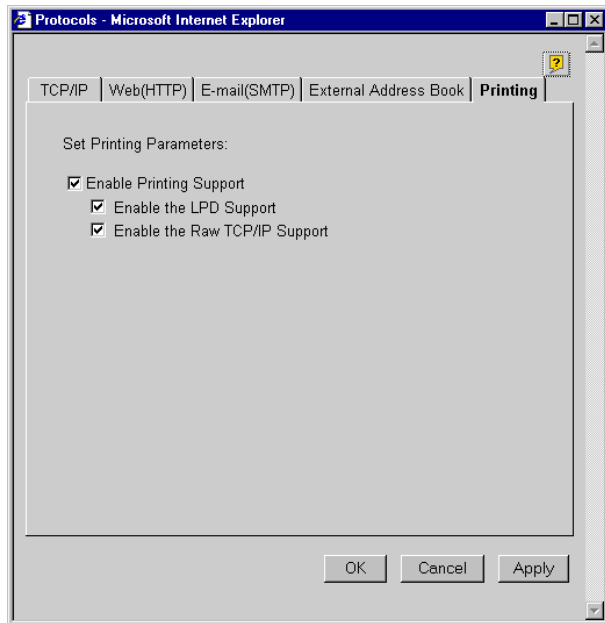 Protocols - Microsoft Internet Explorer
?
TCP/IP Web(HTTP) E-mail(SMTP) External Address Book Printing
Set Printing Parameters:
Enable Printing Support
Enable the LPD Support
Enable the Raw TCP/IP Support
OK Cancel Apply